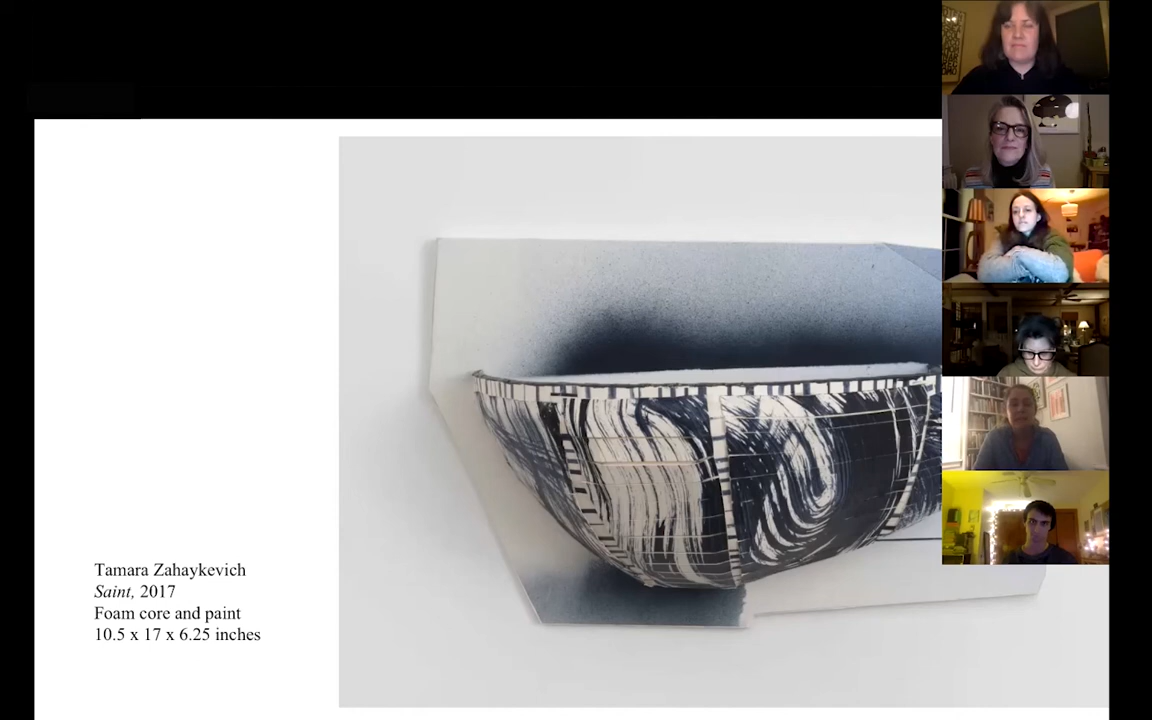 Tamara Zahaykevich
Saint, 2017
Foam core and paint
10.5 x 17 x 6.25 inches